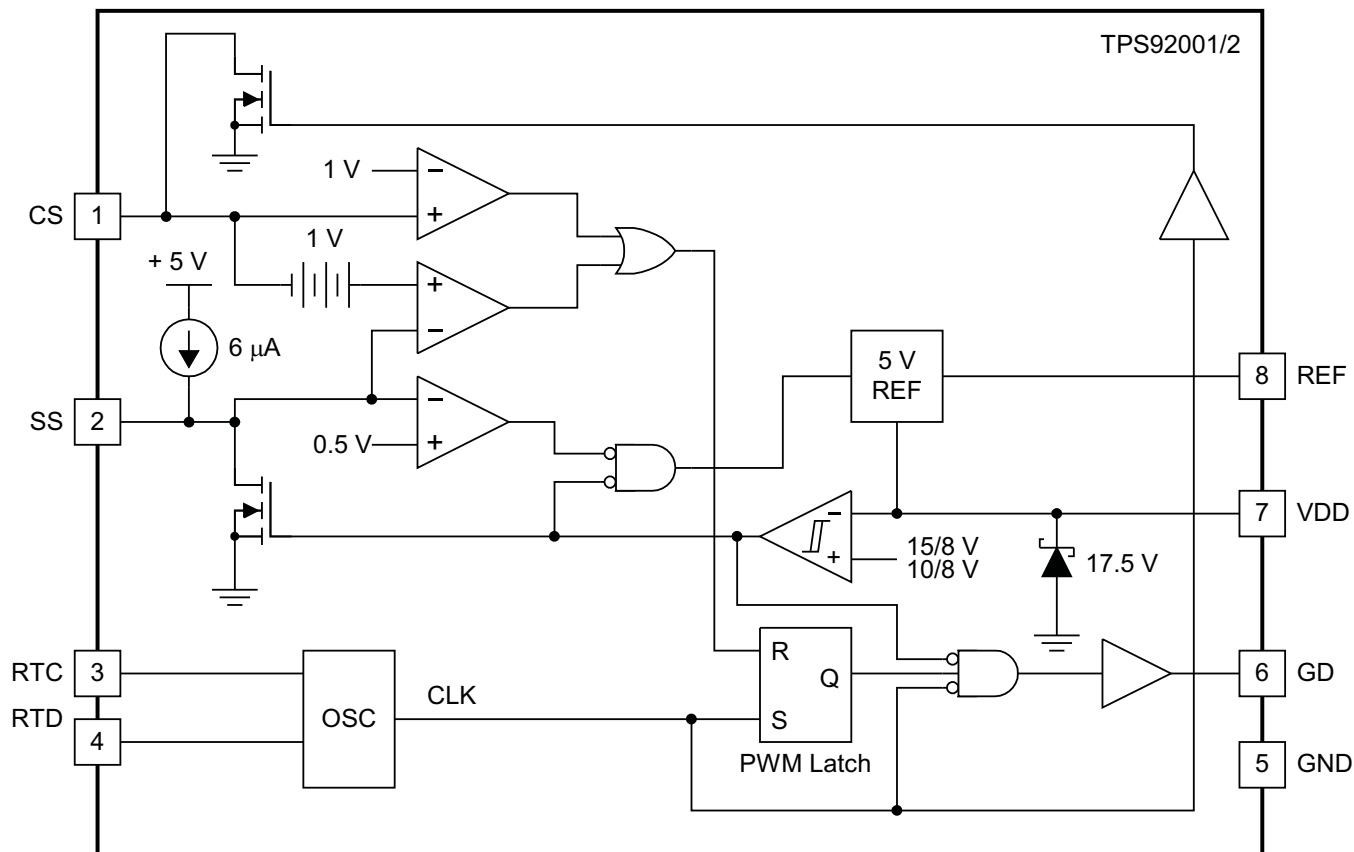 TPS92001/2
1 V
−
+
CS
1
1 V
+ 5 V
+
−
6 μA
5 V
REF
8
REF
SS
2
−
0.5 V
+
−
7
VDD
15/8 V
+
10/8 V
17.5 V
RTC
3
R
Q
6
GD
RTD
4
OSC
CLK
S
5
GND
PWM Latch